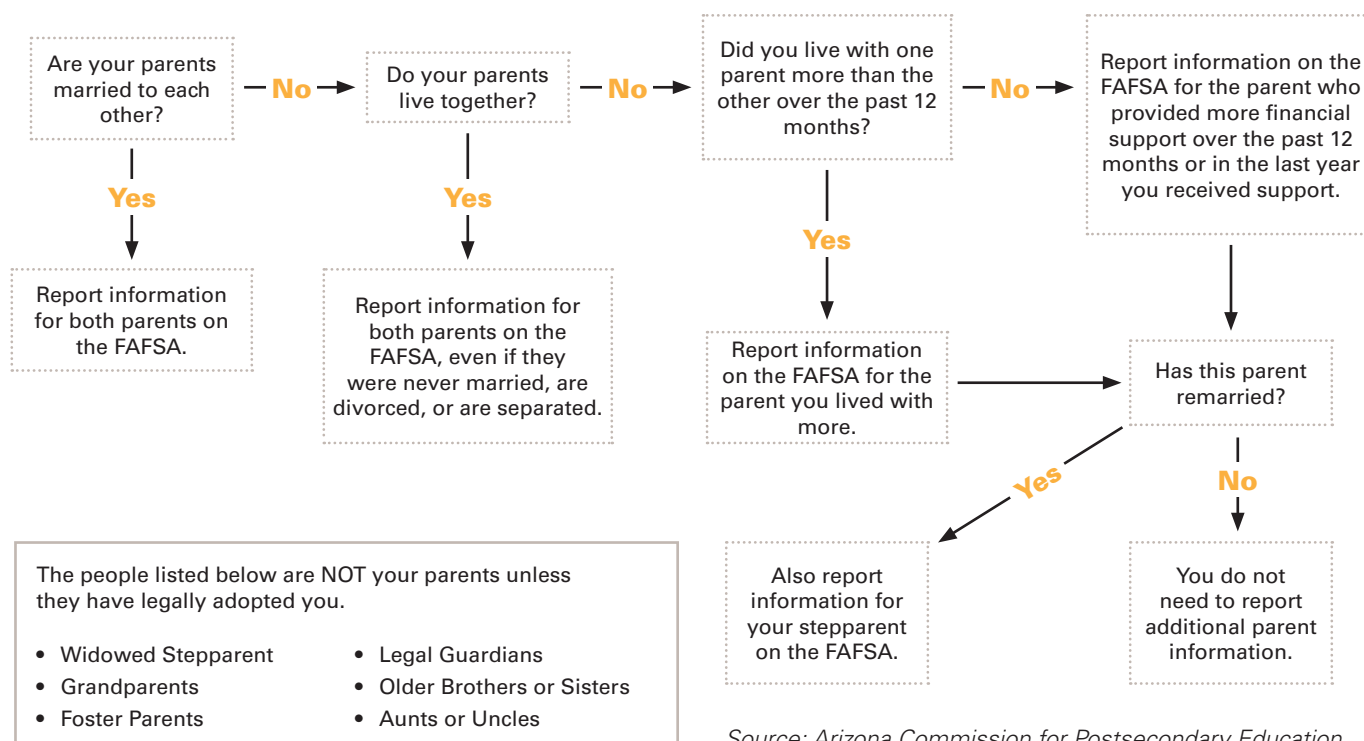 Are your parents
married to each
other?
No
Do your parents
live together?
No
Did you live with one
parent more than the
other over the past 12
months?
No
Report information on the
FAFSA for the parent who
provided more financial
support over the past 12
months or in the last year
you received support.
Yes
Yes
Yes
Report information
for both parents on
the FAFSA.
Report information for
both parents on the
FAFSA, even if they
were never married, are
divorced, or are separated.
Report information
on the FAFSA for the
parent you lived with
more.
Has this parent
remarried?
Yes
No
Also report
information for
your stepparent
on the FAFSA.
You do not
need to report
additional parent
information.
The people listed below are NOT your parents unless
they have legally adopted you.
• Widowed Stepparent
• Grandparents
• Foster Parents
• Legal Guardians
• Older Brothers or Sisters
• Aunts or Uncles
Source: Arizona Commission for Postsecondary Education